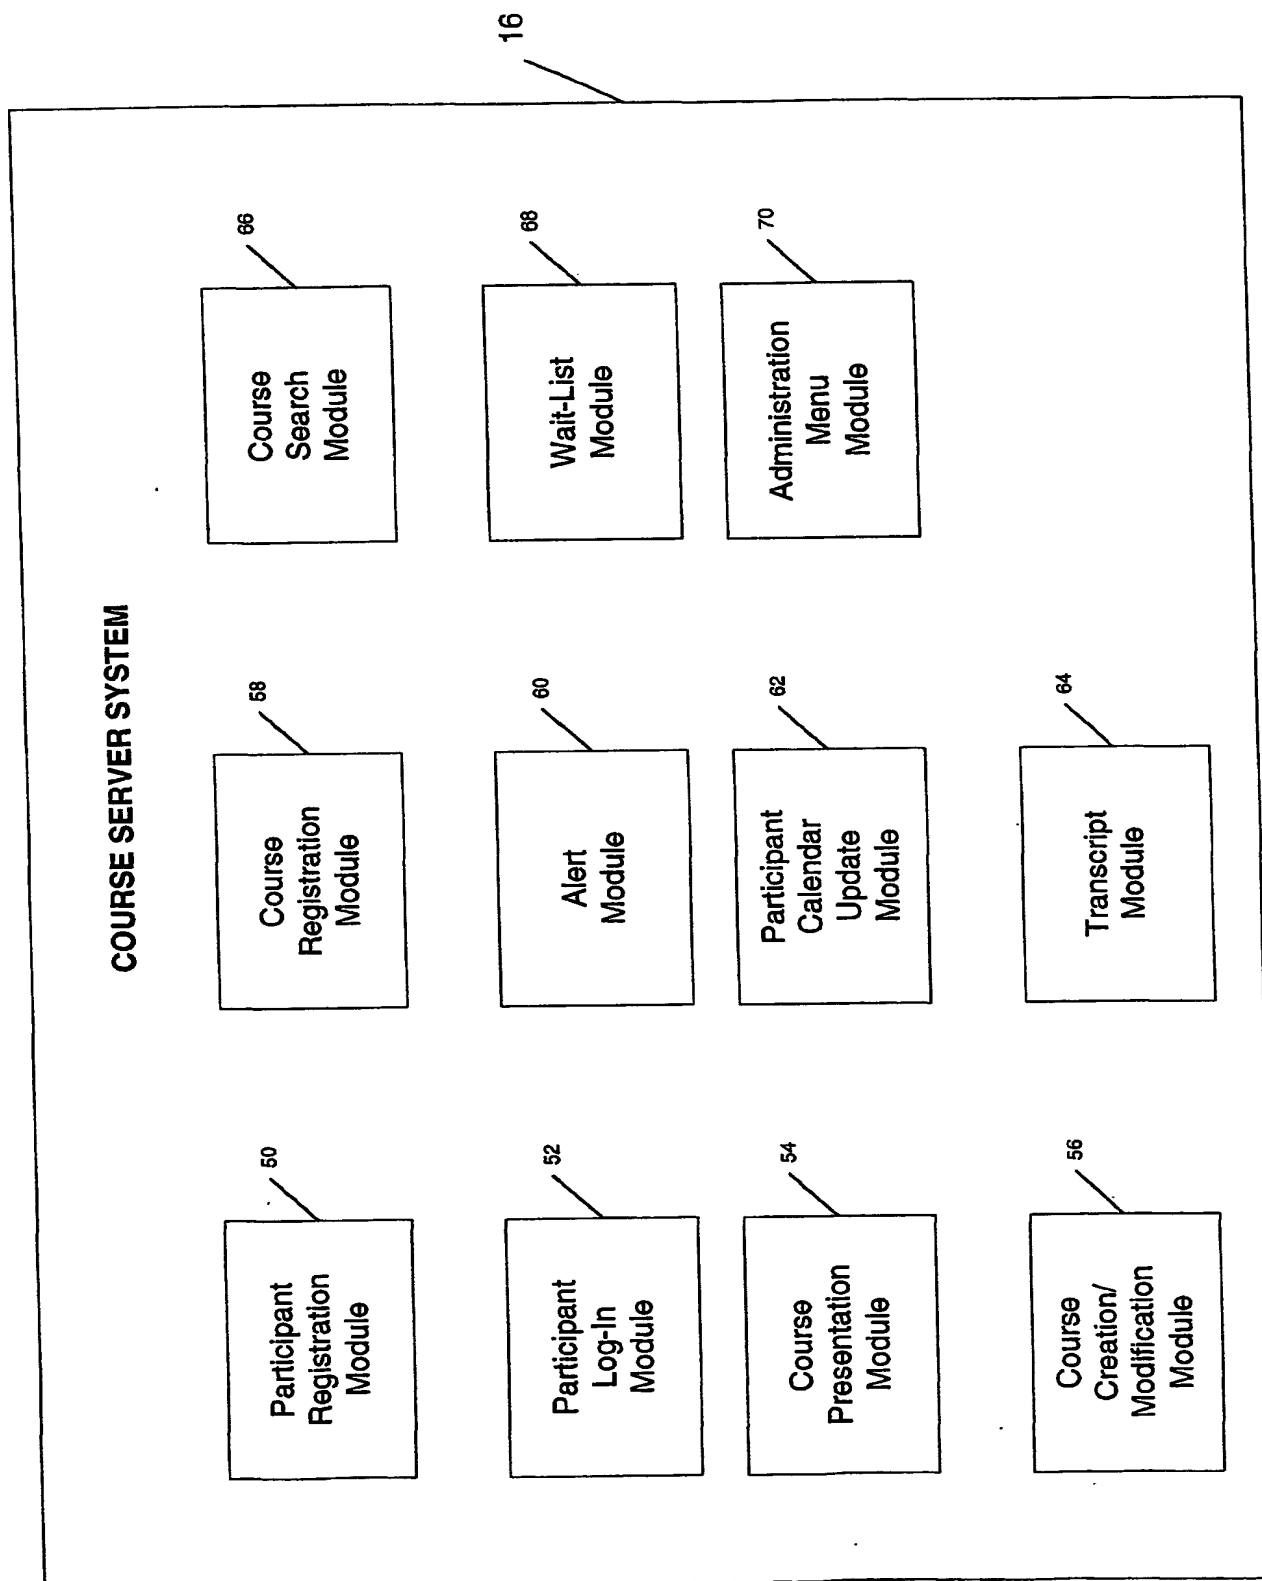 COURSE SERVER SYSTEM
16
50
Participant
Registration
Module
58
Course
Registration
Module
66
Course
Search
Module
52
Participant
Log-In
Module
60
Alert
Module
68
Wait-List
Module
54
Course
Presentation
Module
62
Participant
Calendar
Update
Module
70
Administration
Menu
Module
56
Course
Creation/
Modification
Module
64
Transcript
Module